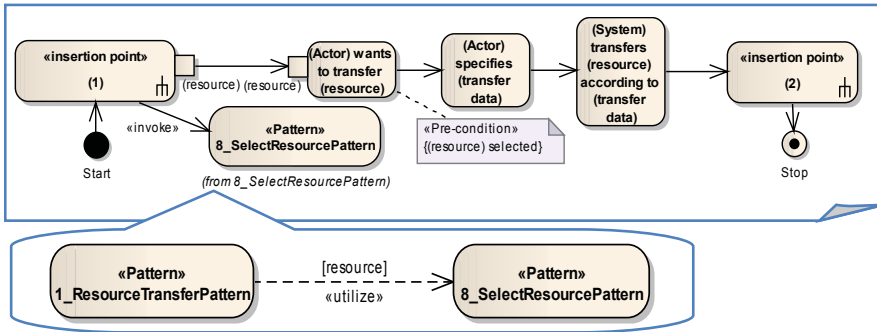 «insertion point»
(1)
(resource)
(resource)
(Actor) wants
to transfer
(resource)
(Actor)
specifies
(transfer
data)
(System)
transfers
(resource)
according to
(transfer
data)
«insertion point»
(2)
«invoke»
Start
«Pattern»
8_SelectResourcePattern
(from 8_SelectResourcePattern)
«Pre-condition»
{(resource) selected}
Stop
«Pattern»
1_ResourceTransferPattern
[resource]
«utilize»
«Pattern»
8_SelectResourcePattern